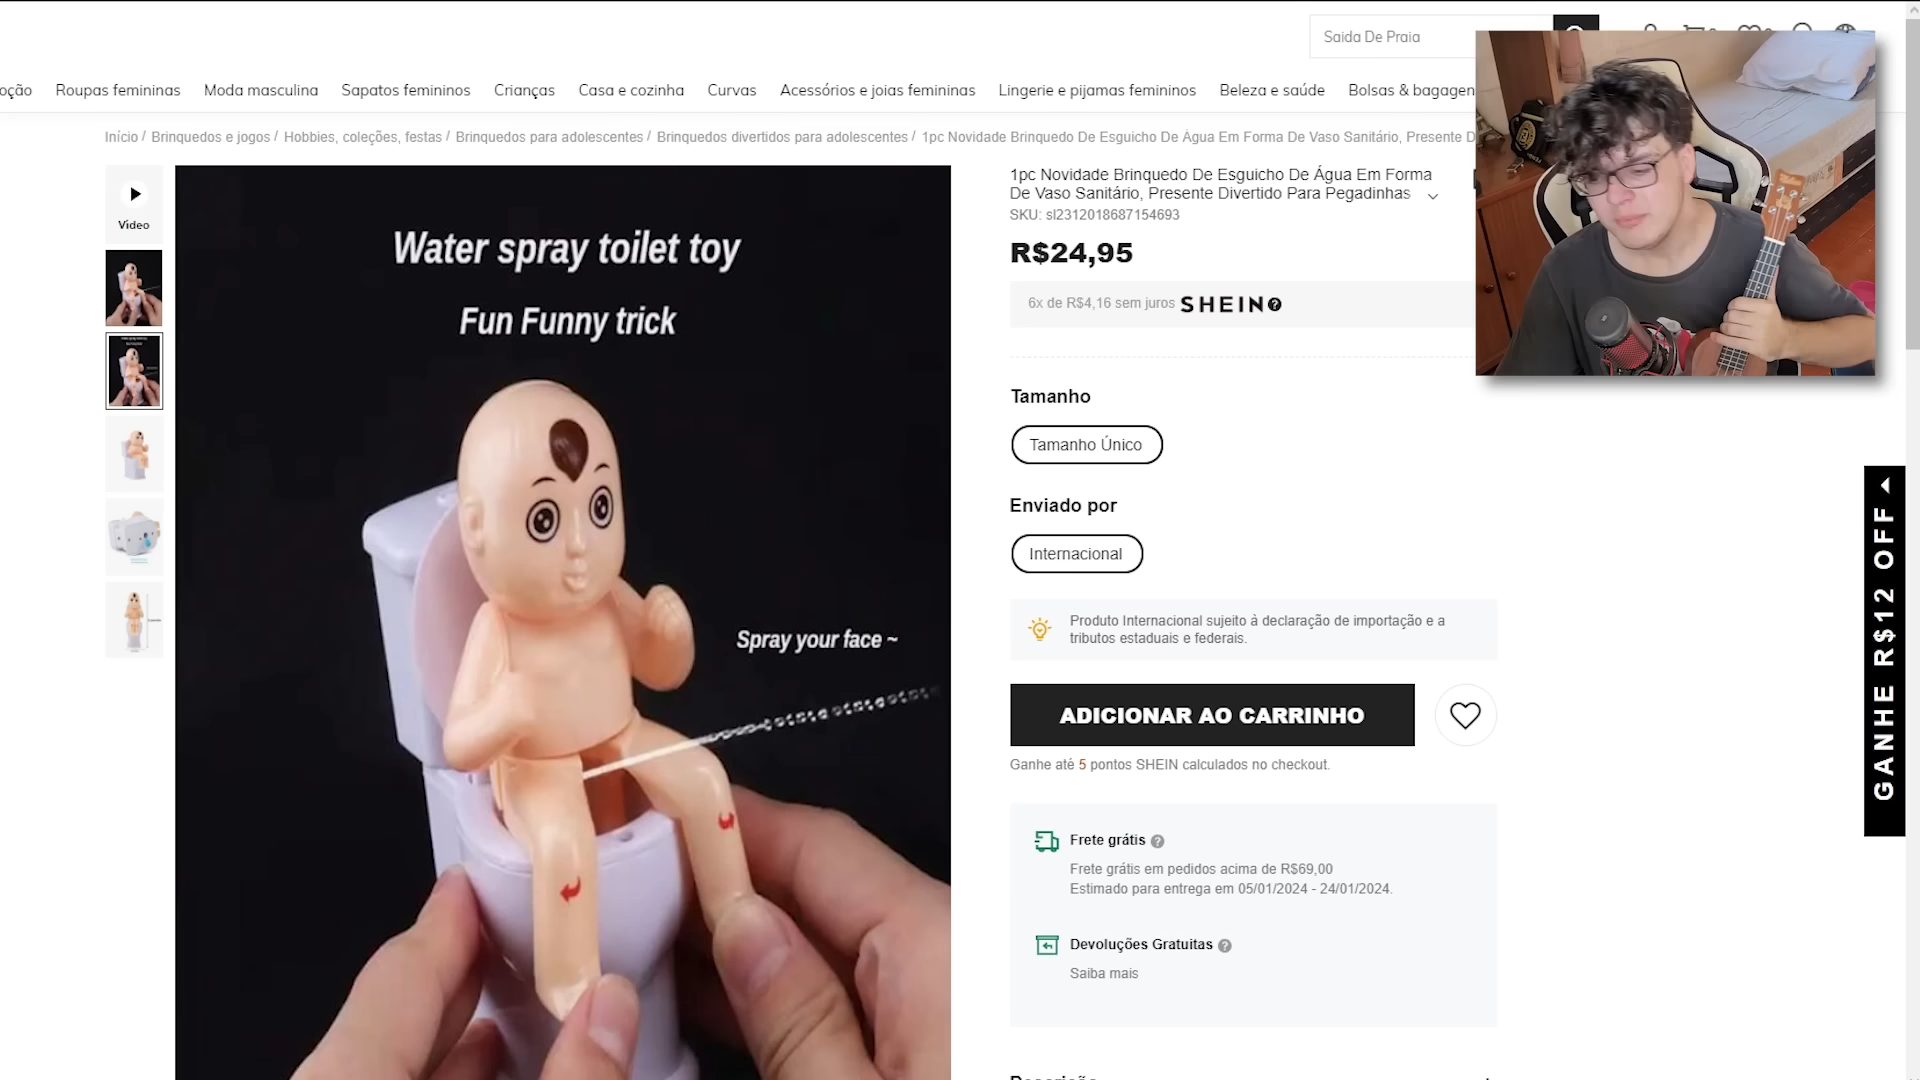 Saida De Praia
oção
Roupas femininas
Moda masculina
Sapatos femininos
Crianças
Casa e cozinha
Curvas
Acessórios e joias femininas
Lingerie e pijamas femininos
Beleza e saúde
Bolsas & bagagen
Início / Brinquedos e jogos / Hobbies, coleções, festas / Brinquedos para adolescentes / Brinquedos divertidos para adolescentes / 1pc Novidade Brinquedo De Esguicho De Água Em Forma De Vaso Sanitário, Presente D
Vídeo
Water spray toilet toy
Fun Funny trick
Spray your face ~
1pc Novidade Brinquedo De Esguicho De Água Em Forma
De Vaso Sanitário, Presente Divertido Para Pegadinhas
SKU: sl2312018687154693
R$24,95
6x de R$4,16 sem juros SHEIN
Tamanho
Tamanho Único
Enviado por
Internacional
Produto Internacional sujeito à declaração de importação e a
tributos estaduais e federais.
ADICIONAR AO CARRINHO
Ganhe até 5 pontos SHEIN calculados no checkout.
Frete grátis
Frete grátis em pedidos acima de R$69,00
Estimado para entrega em 05/01/2024 - 24/01/2024.
Devoluções Gratuitas
Saiba mais
GANHE R$12 OFF